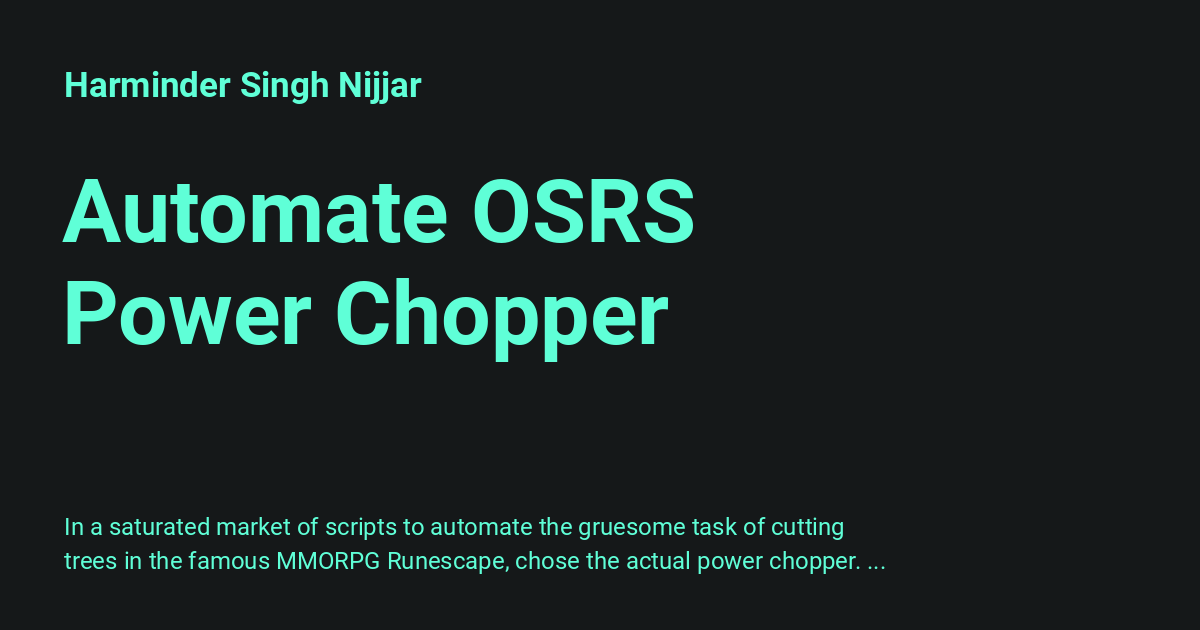 Harminder Singh Nijjar
Automate OSRS
Power Chopper
In a saturated market of scripts to automate the gruesome task of cutting
trees in the famous MMORPG Runescape, chose the actual power chopper. ...